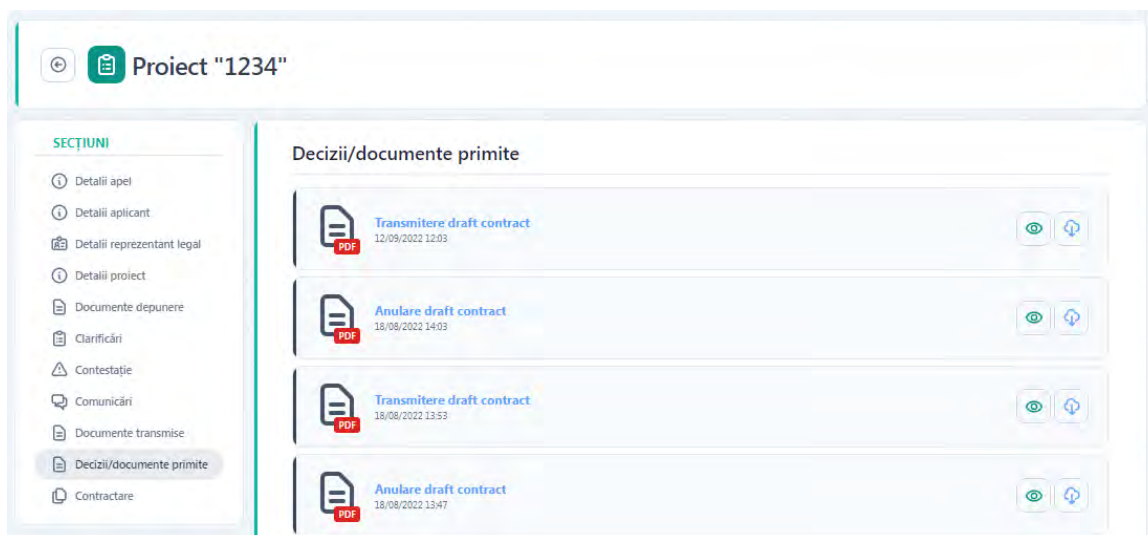 Proiect "1234"
SECȚIUNI
Detalii apel
Detalii aplicant
Detalii reprezentant legal
Detalii proiect
Documente depunere
Clarificări
Contestație
Comunicări
Documente transmise
Decizii/documente primite
Contractare
Decizii/documente primite
PDF
Transmitere draft contract
12/09/2022 12:03
PDF
Anulare draft contract
18/08/2022 14:03
PDF
Transmitere draft contract
18/08/2022 13:53
PDF
Anulare draft contract
18/08/2022 13:47